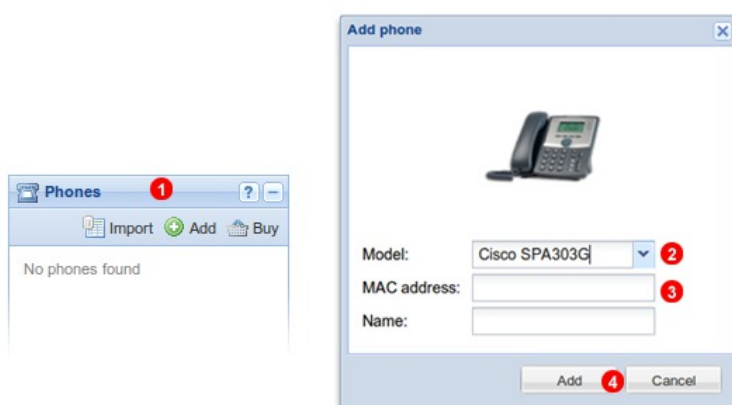 Phones 1 ? –
Import Add Buy
No phones found
Add phone X
Model: Cisco SPA303G 2
MAC address: 3
Name:
Add 4 Cancel